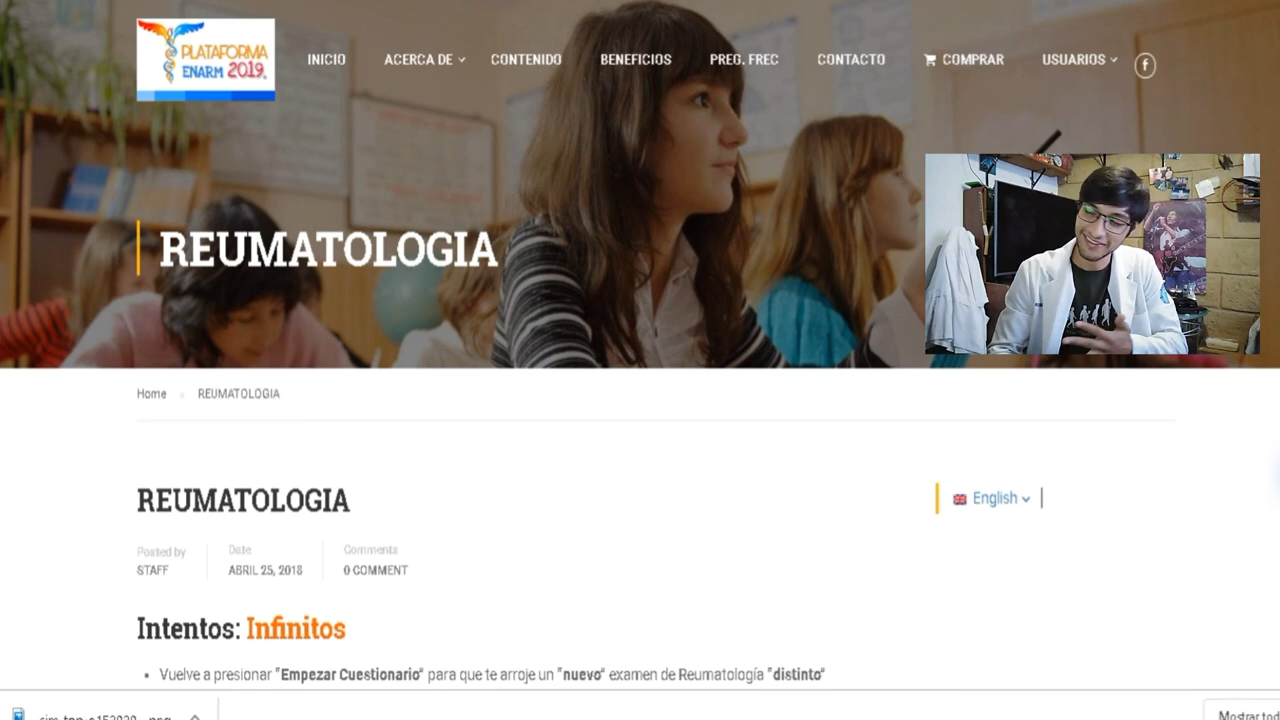 PLATAFORMA
ENARM 2019
INICIO
ACERCA DE
CONTENIDO
BENEFICIOS
PREG. FREC
CONTACTO
COMPRAR
USUARIOS
REUMATOLOGIA
Home
REUMATOLOGIA
REUMATOLOGIA
English
Posted by
STAFF
Date
ABRIL 25, 2018
Comments
0 COMMENT
Intentos: Infinitos
• Vuelve a presionar "Empezar Cuestionario" para que te arroje un "nuevo" examen de Reumatología "distinto"
Mostrar tod